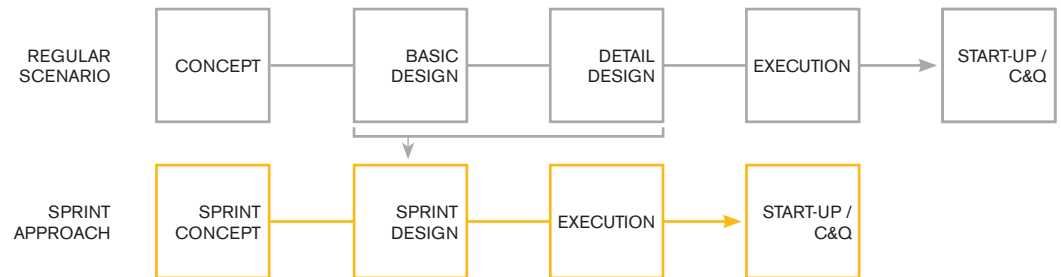 REGULAR
SCENARIO
CONCEPT
BASIC
DESIGN
DETAIL
DESIGN
EXECUTION
START-UP /
C&Q
SPRINT
APPROACH
SPRINT
CONCEPT
SPRINT
DESIGN
EXECUTION
START-UP /
C&Q